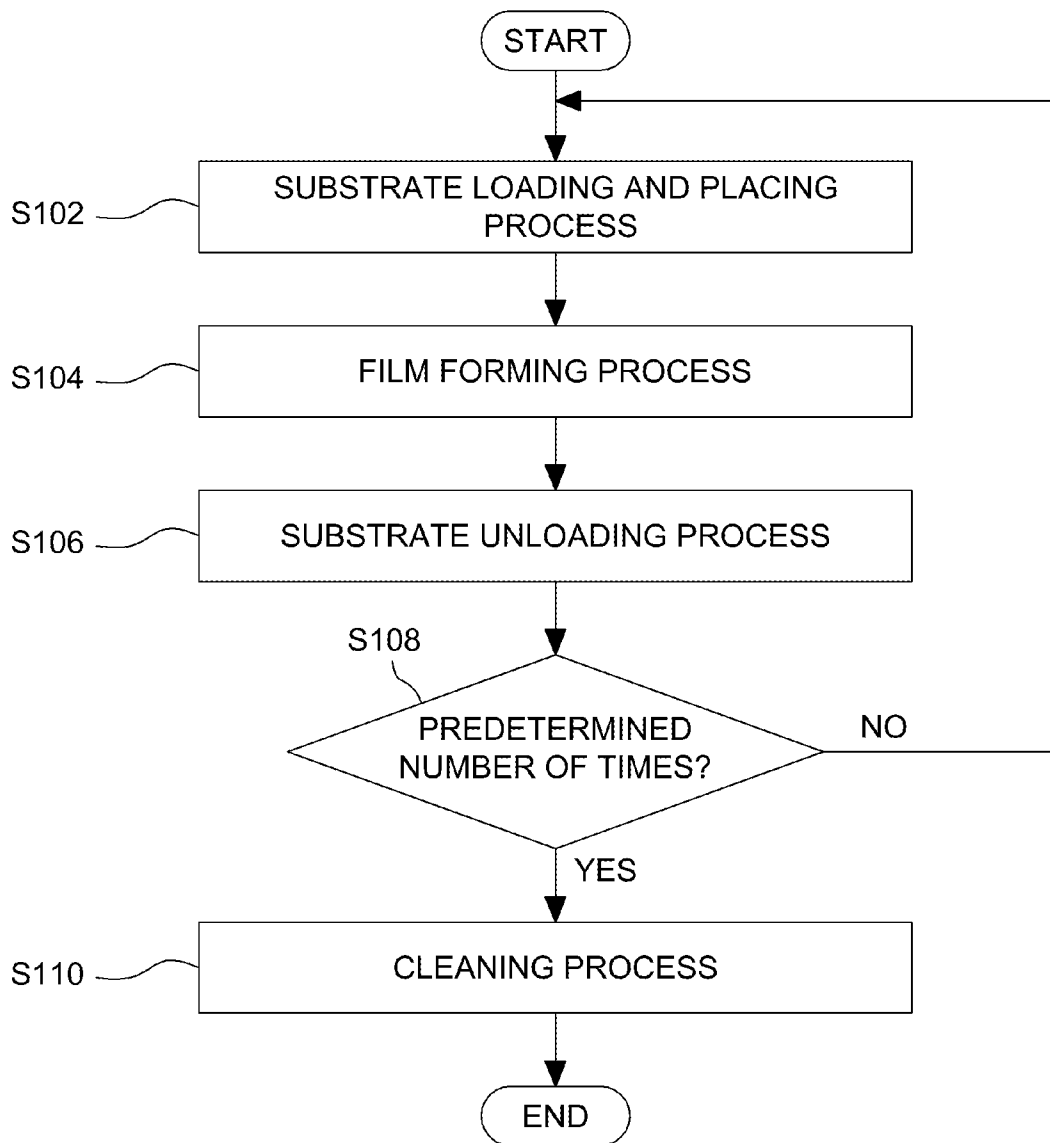 START
SUBSTRATE LOADING AND PLACING
PROCESS
S102
FILM FORMING PROCESS
S104
SUBSTRATE UNLOADING PROCESS
S106
S108
PREDETERMINED
NUMBER OF TIMES?
NO
YES
CLEANING PROCESS
S110
END